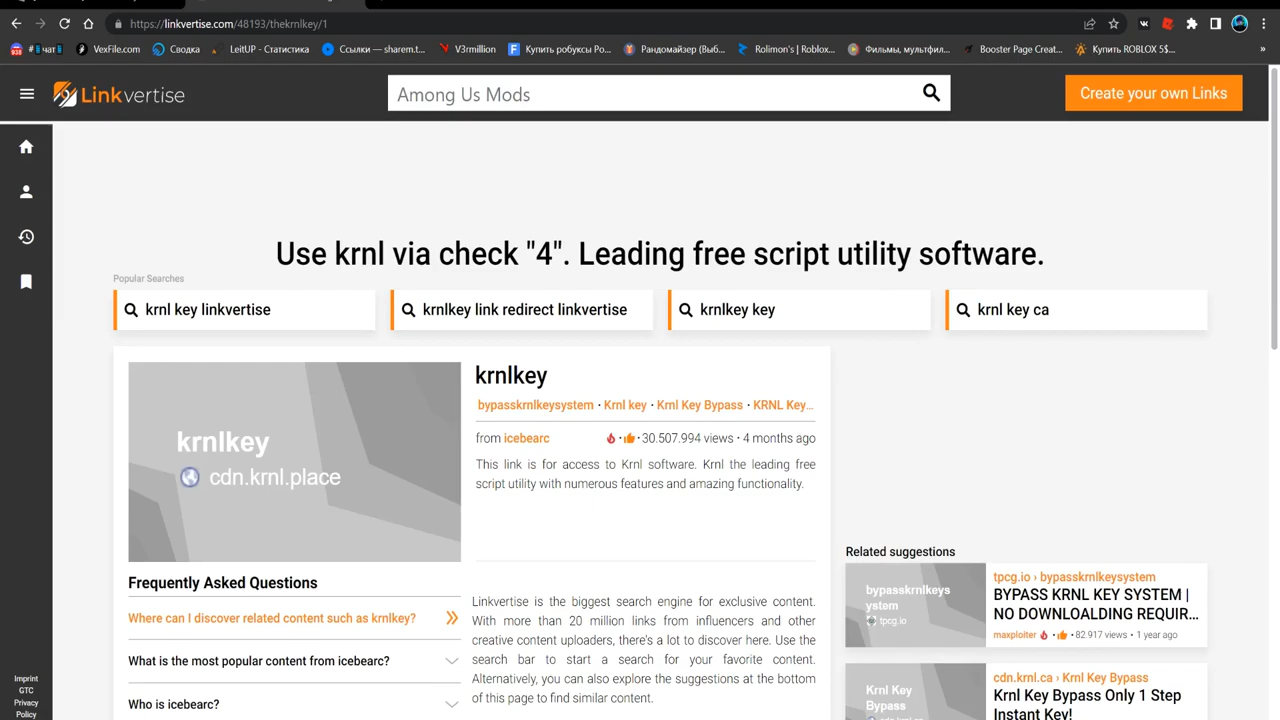 https://linkvertise.com/48193/thekrnlkey/1
VexFile.com
Сводка
LeitUP - Статистика
Ссылки — sharem.t...
V3rmillion
Купить робуксы Ро...
Рандомайзер (Выб...
Rolimon's | Roblox...
Фильмы, мультфил...
Booster Page Creat...
Купить ROBLOX 5$...
»
Linkvertise
Among Us Mods
Create your own Links
Use krnl via check "4". Leading free script utility software.
Popular Searches
krnl key linkvertise
krnlkey link redirect linkvertise
krnlkey key
krnl key ca
krnlkey
cdn.krnl.place
krnlkey
bypasskrnlkeysystem · Krnl key · Krnl Key Bypass · KRNL Key...
from icebearc
· 30.507.994 views · 4 months ago
This link is for access to Krnl software. Krnl the leading free
script utility with numerous features and amazing functionality.
Frequently Asked Questions
Where can I discover related content such as krnlkey?
What is the most popular content from icebearc?
Who is icebearc?
Linkvertise is the biggest search engine for exclusive content.
With more than 20 million links from influencers and other
creative content uploaders, there's a lot to discover here. Use the
search bar to start a search for your favorite content.
Alternatively, you can also explore the suggestions at the bottom
of this page to find similar content.
Related suggestions
bypasskrnlkeys
ystem
tpcg.io
tpcg.io › bypasskrnlkeysystem
BYPASS KRNL KEY SYSTEM |
NO DOWNLOALDING REQUIR...
maxploiter · 82.917 views · 1 year ago
Krnl Key
Bypass
cdn.krnl.ca › Krnl Key Bypass
Krnl Key Bypass Only 1 Step
Instant Key!
Imprint
GTC
Privacy
Policy